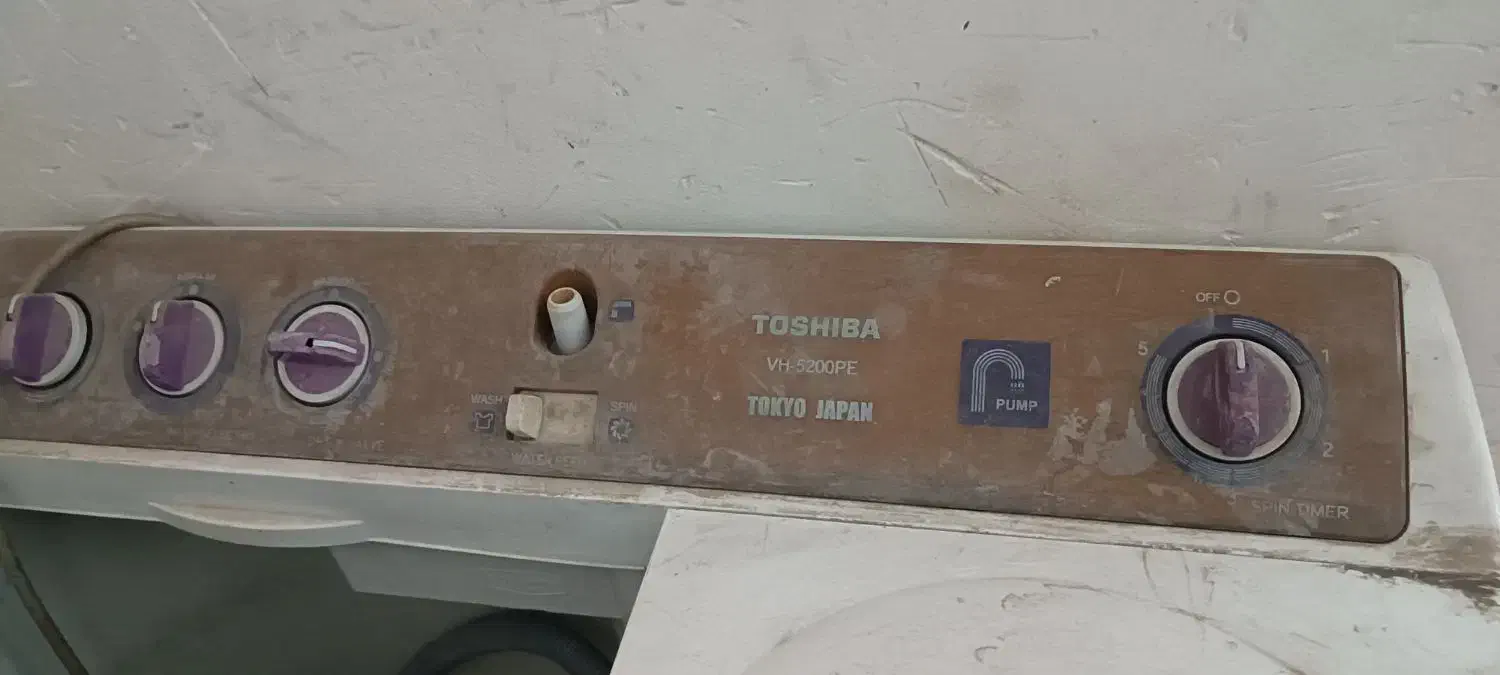 WASH
SPIN
TOSHIBA
VH-5200PE
TOKYO JAPAN
PUMP
OFF
5
1
2
SPIN TIMER